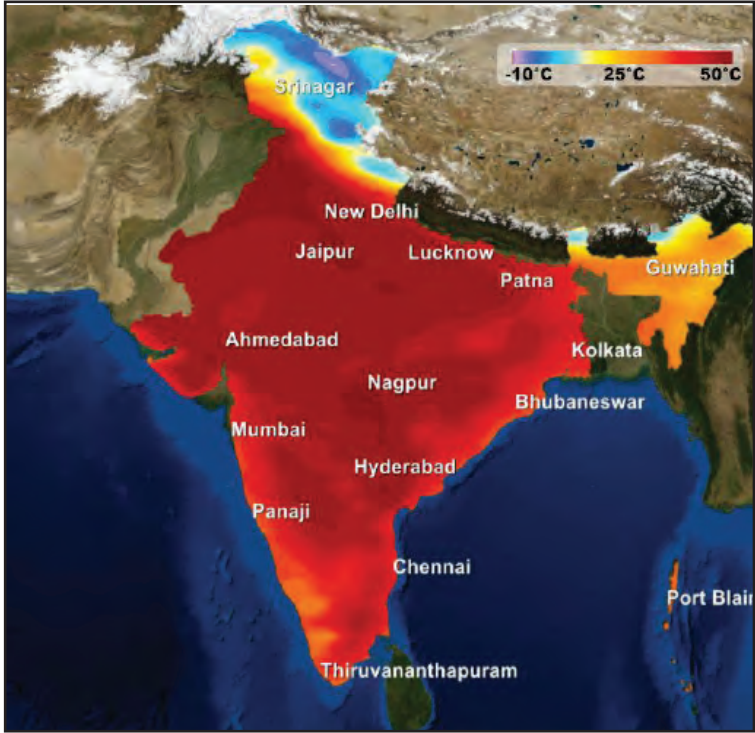 -10°C 25°C 50°C
Srinagar
New Delhi
Jaipur Lucknow
Patna Guwahati
Ahmedabad
Kolkata
Nagpur
Bhubaneswar
Mumbai
Hyderabad
Panaji
Chennai
Port Blair
Thiruvananthapuram